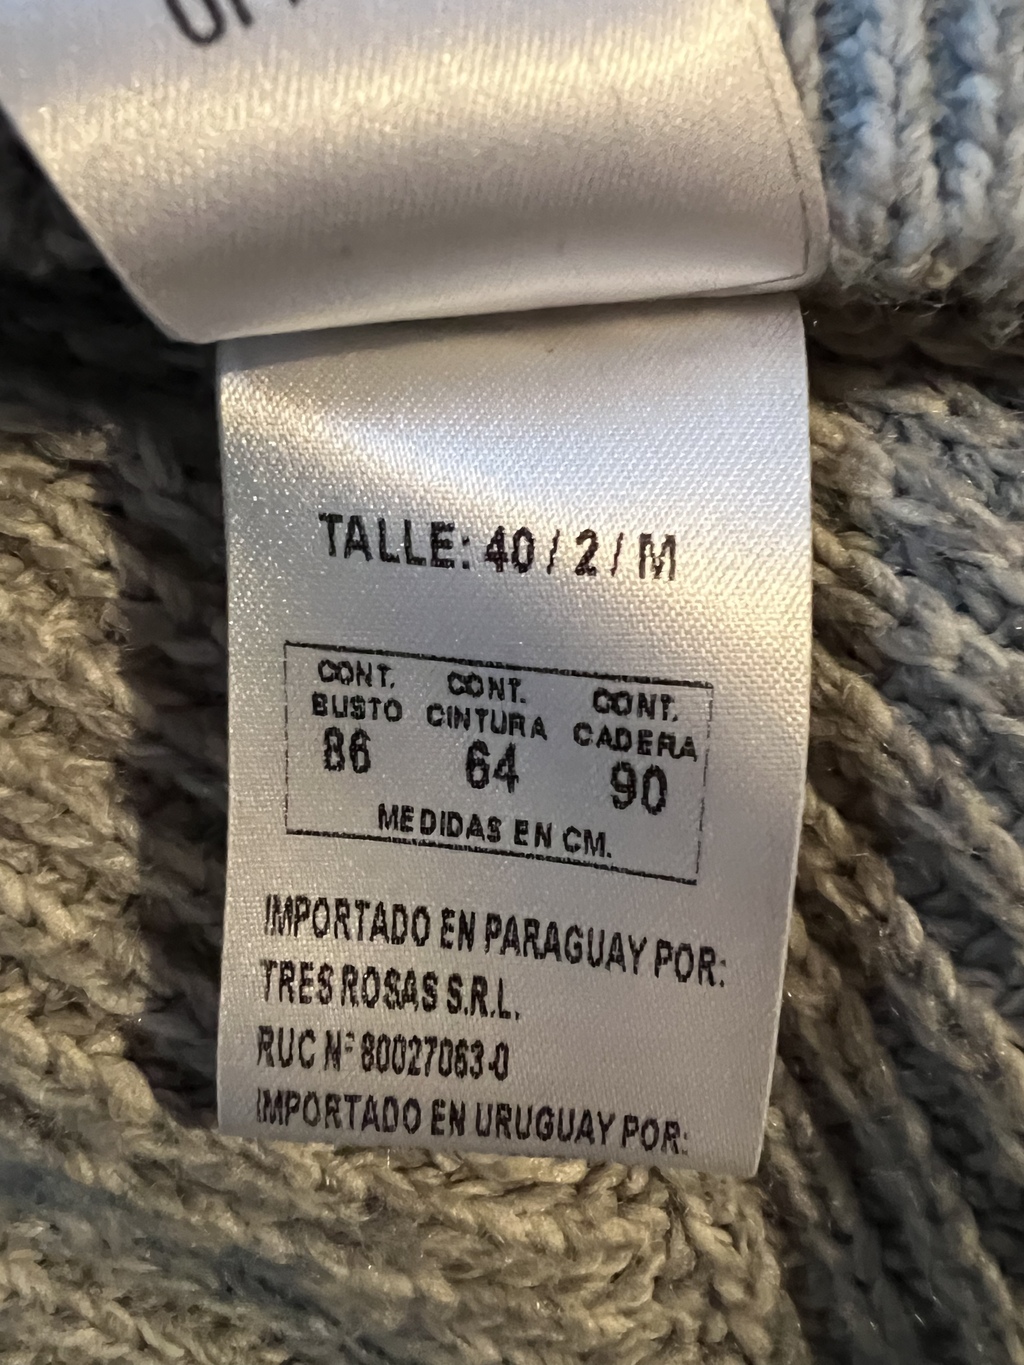 TALLE: 40 / 2 / M
CONT. CONT. CONT.
BUSTO CINTURA CADERA
86 64 90
MEDIDAS EN CM.
IMPORTADO EN PARAGUAY POR:
TRES ROSAS S.R.L.
RUC Nº 80027063-0
IMPORTADO EN URUGUAY POR: